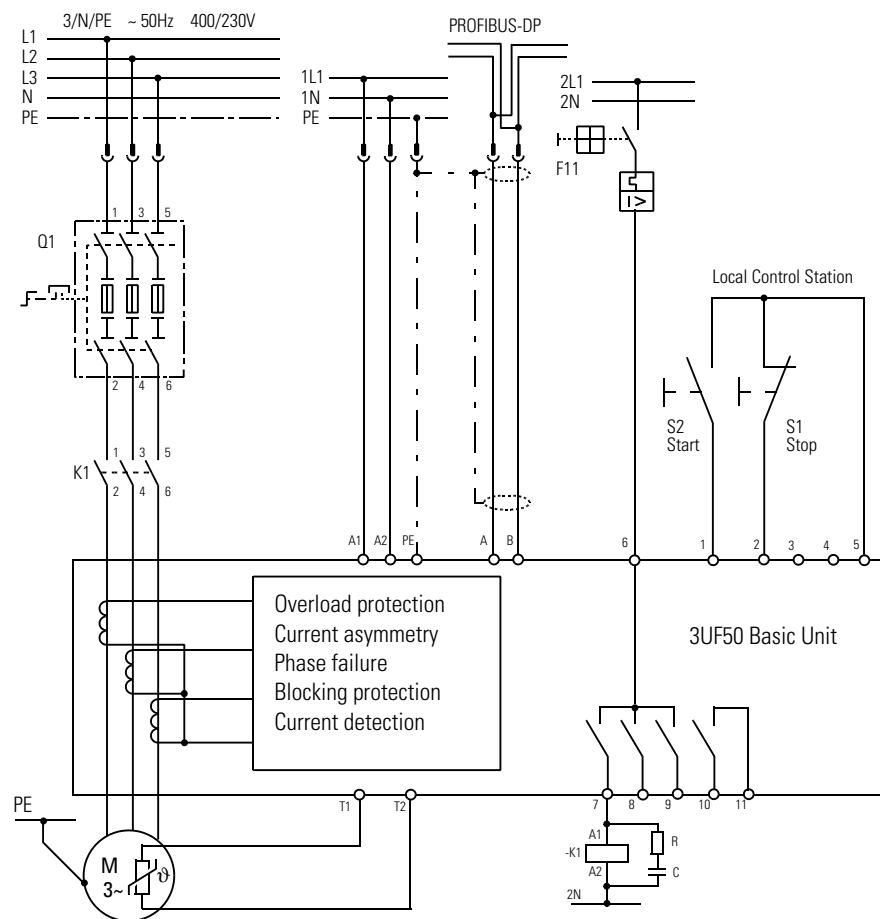 3/N/PE ~ 50Hz 400/230V
L1
L2
L3
N
PE
1L1
1N
PE
PROFIBUS-DP
2L1
2N
F11
I >
Q1
1 3 5
2 4 6
K1
1 3 5
2 4 6
Local Control Station
S2
Start
S1
Stop
A1 A2 PE A B 6 1 2 3 4 5
Overload protection
Current asymmetry
Phase failure
Blocking protection
Current detection
3UF50 Basic Unit
T1 T2 7 8 9 10 11
PE
M
3~
ϑ
A1
-K1
A2
R
C
2N